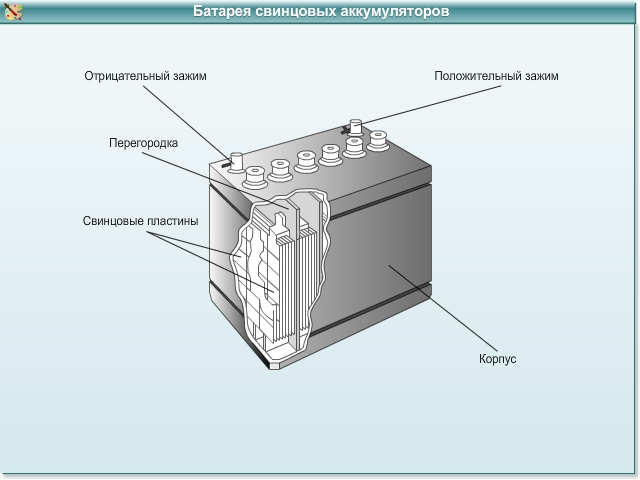 Батарея свинцовых аккумуляторов
Отрицательный зажим
Положительный зажим
Перегородка
Свинцовые пластины
Корпус